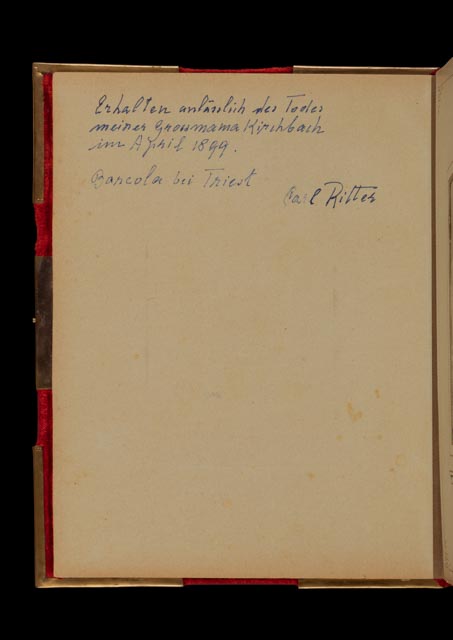 Erhalten anlässlich des Todes
meiner Grossmama Kirchbach
im April 1899.
Barcola bei Triest
Carl Ritter